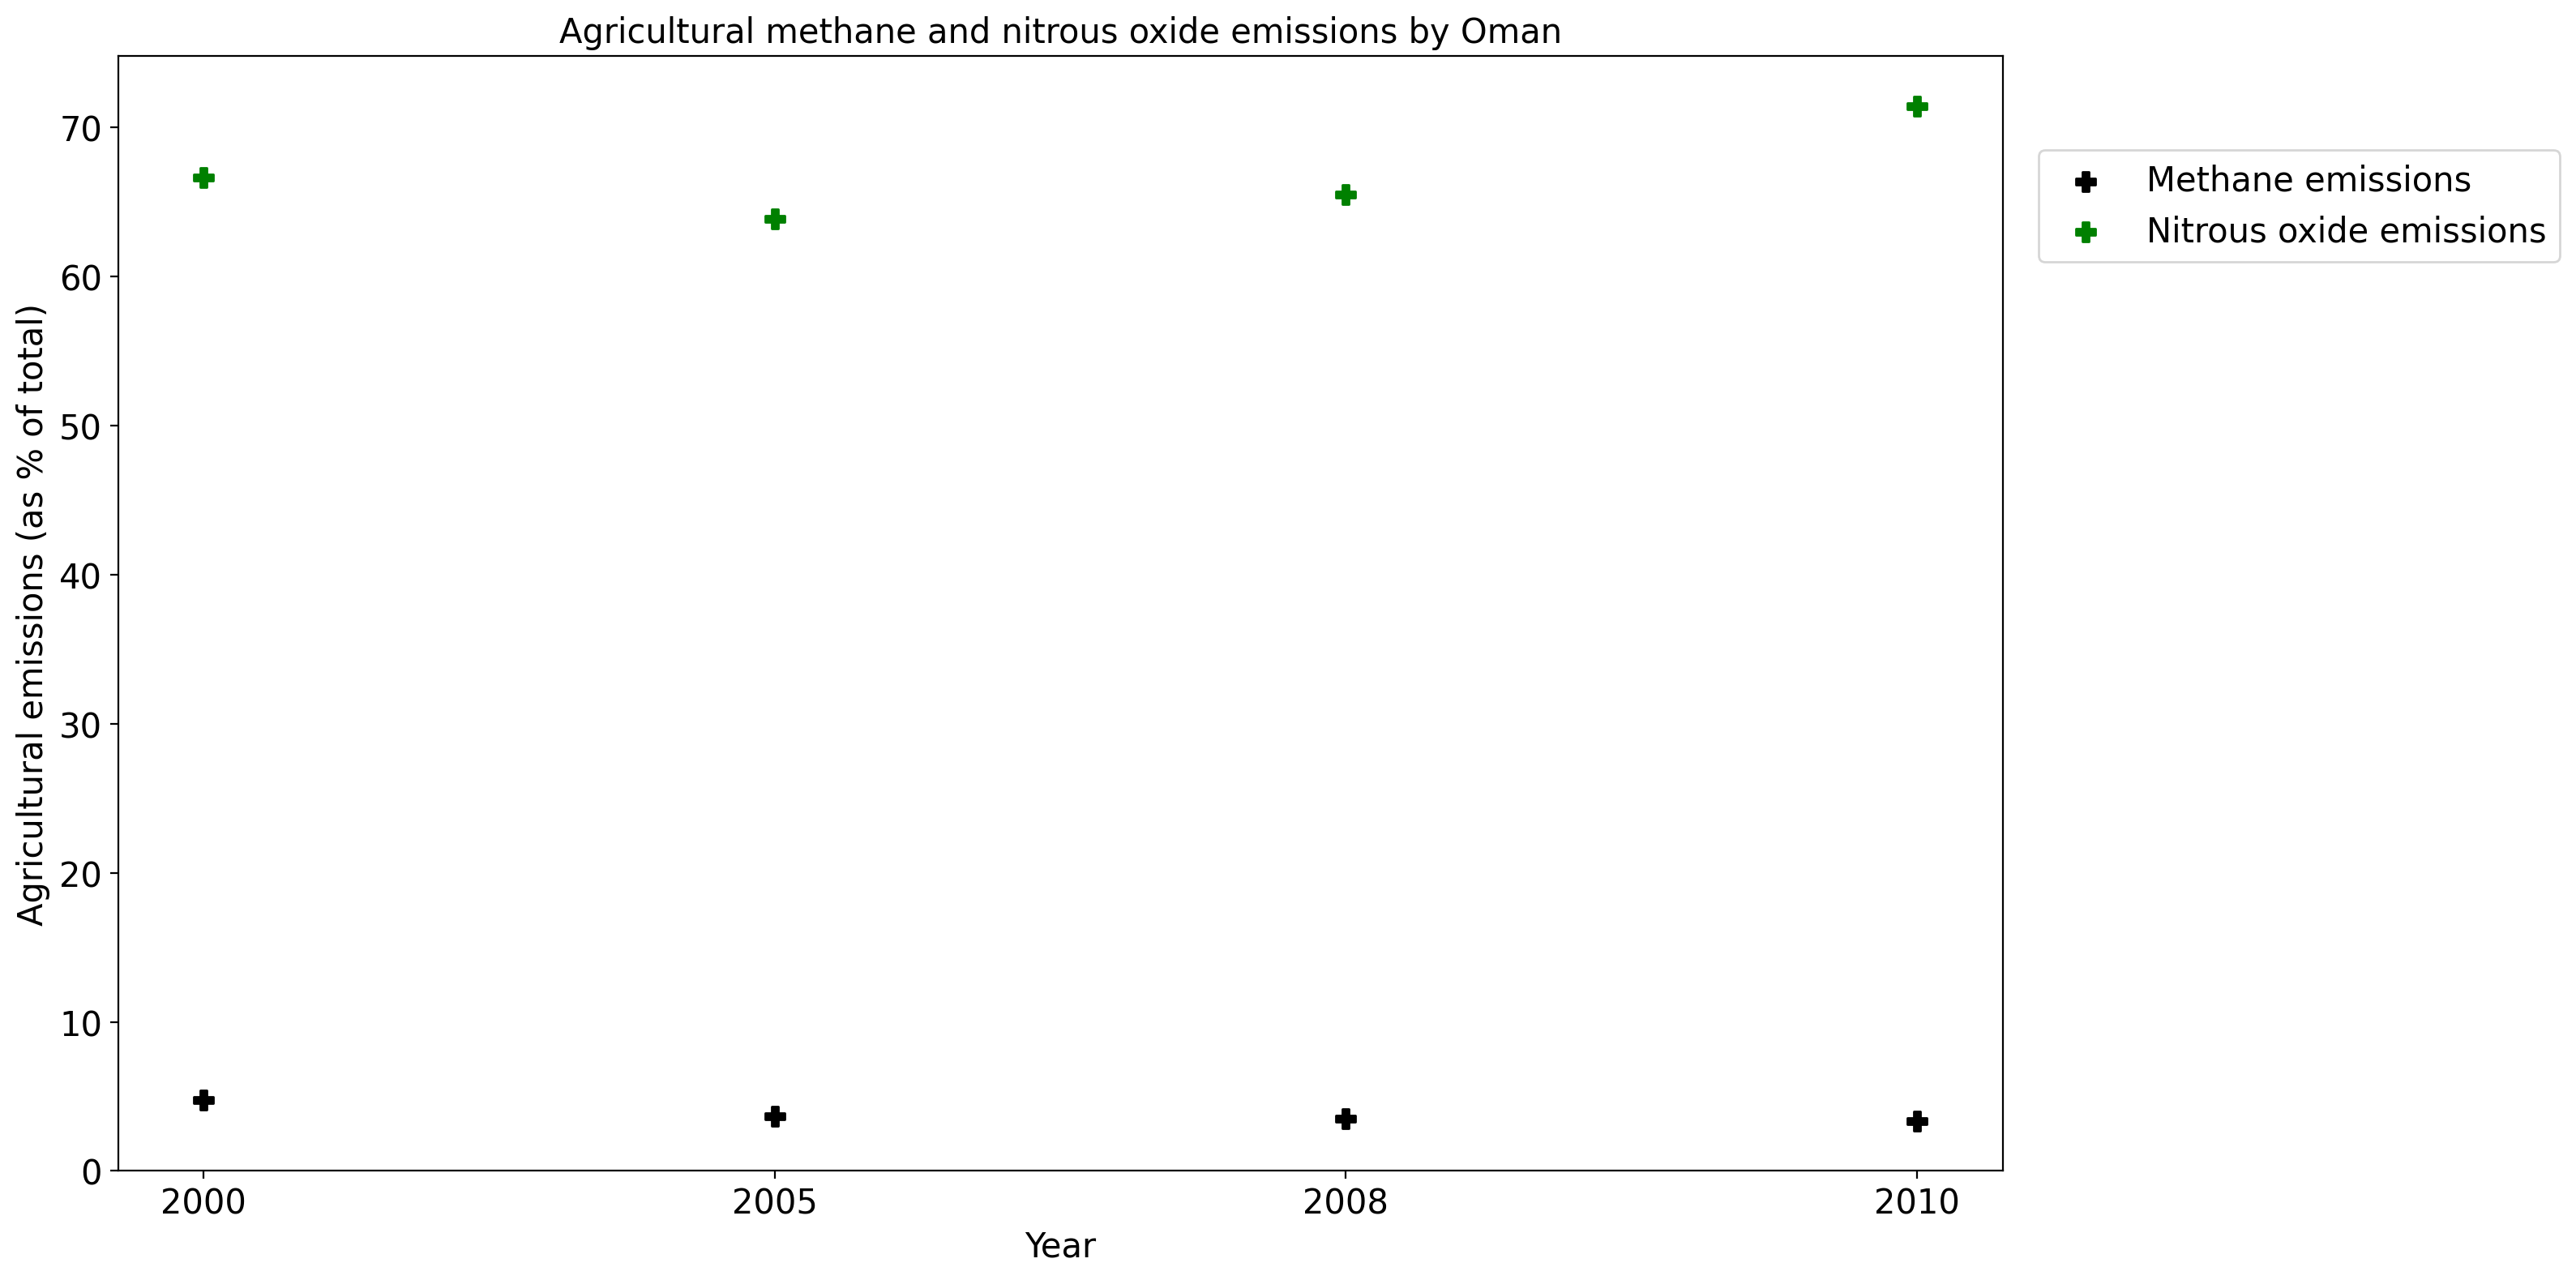 Agricultural methane and nitrous oxide emissions by Oman
Agricultural emissions (as % of total)
70
60
50
40
30
20
10
0
2000 2005 2008 2010
Year
Methane emissions
Nitrous oxide emissions